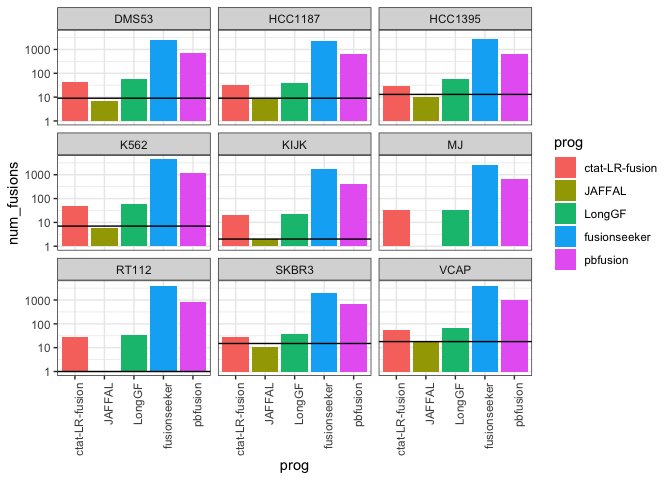 DMS53 HCC1187 HCC1395
1000
100
10
1
K562 KIJK MJ
1000
100
10
1
RT112 SKBR3 VCAP
1000
100
10
1
num_fusions
ctat-LR-fusion JAFFAL LongGF fusionseeker pbfusion ctat-LR-fusion JAFFAL LongGF fusionseeker pbfusion ctat-LR-fusion JAFFAL LongGF fusionseeker pbfusion
prog
prog
ctat-LR-fusion
JAFFAL
LongGF
fusionseeker
pbfusion